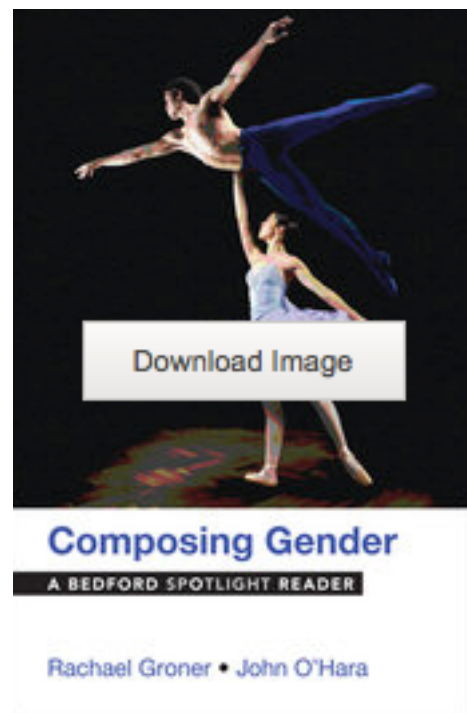 Download Image
Composing Gender
A BEDFORD SPOTLIGHT READER
Rachael Groner • John O'Hara